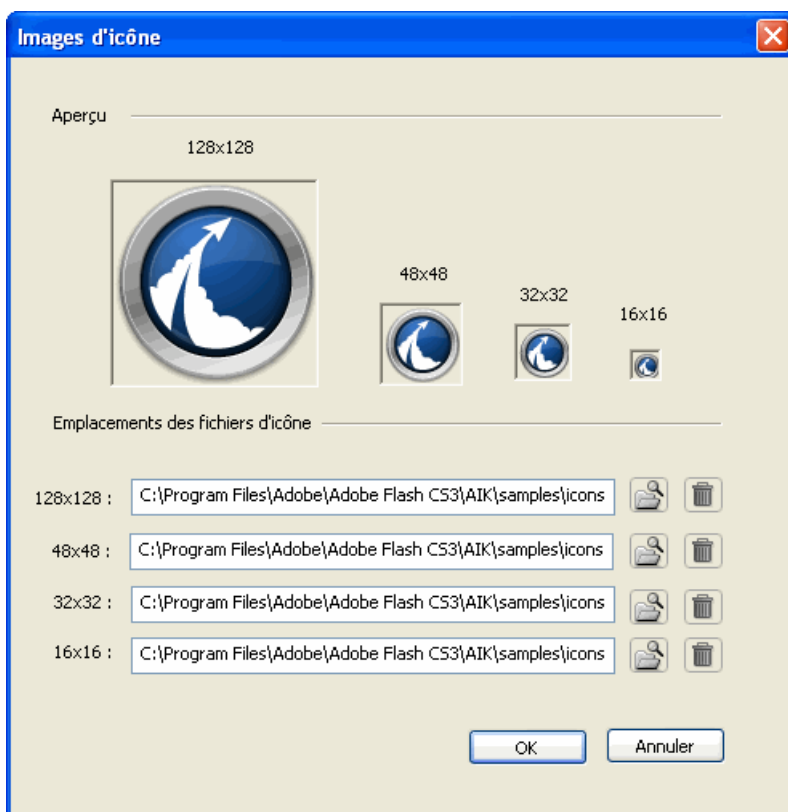 Images d'icône
Aperçu
128x128
48x48
32x32
16x16
Emplacements des fichiers d'icône
128x128 : C:\Program Files\Adobe\Adobe Flash CS3\AIK\samples\icons
48x48 : C:\Program Files\Adobe\Adobe Flash CS3\AIK\samples\icons
32x32 : C:\Program Files\Adobe\Adobe Flash CS3\AIK\samples\icons
16x16 : C:\Program Files\Adobe\Adobe Flash CS3\AIK\samples\icons
OK Annuler